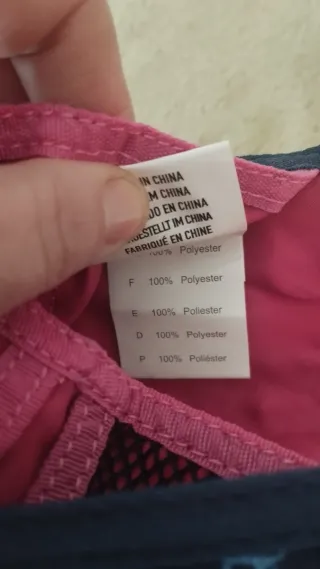 IN CHINA
IM CHINA
DO EN CHINA
ESTELLT IM CHINA
FABRIQUÉ EN CHINE
100% Polyester
F 100% Polyester
E 100% Poliester
D 100% Polyester
P 100% Poliéster